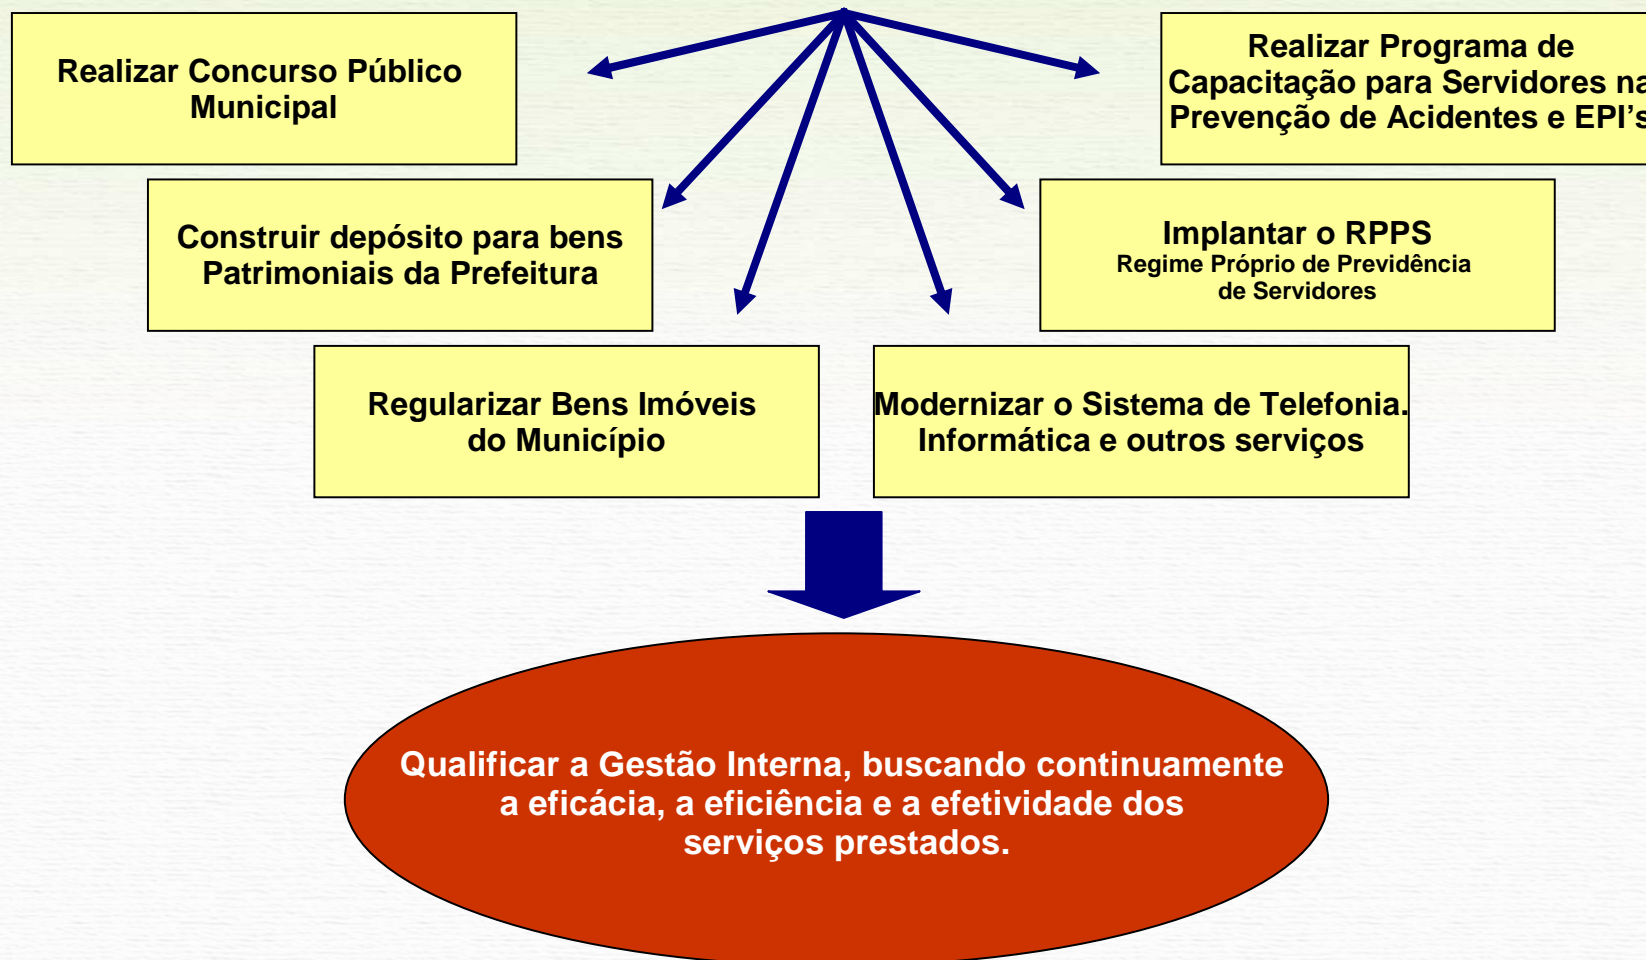 Realizar Concurso Público
Municipal
Realizar Programa de
Capacitação para Servidores na
Prevenção de Acidentes e EPI’s
Construir depósito para bens
Patrimoniais da Prefeitura
Implantar o RPPS
Regime Próprio de Previdência
de Servidores
Regularizar Bens Imóveis
do Município
Modernizar o Sistema de Telefonia.
Informática e outros serviços
Qualificar a Gestão Interna, buscando continuamente
a eficácia, a eficiência e a efetividade dos
serviços prestados.